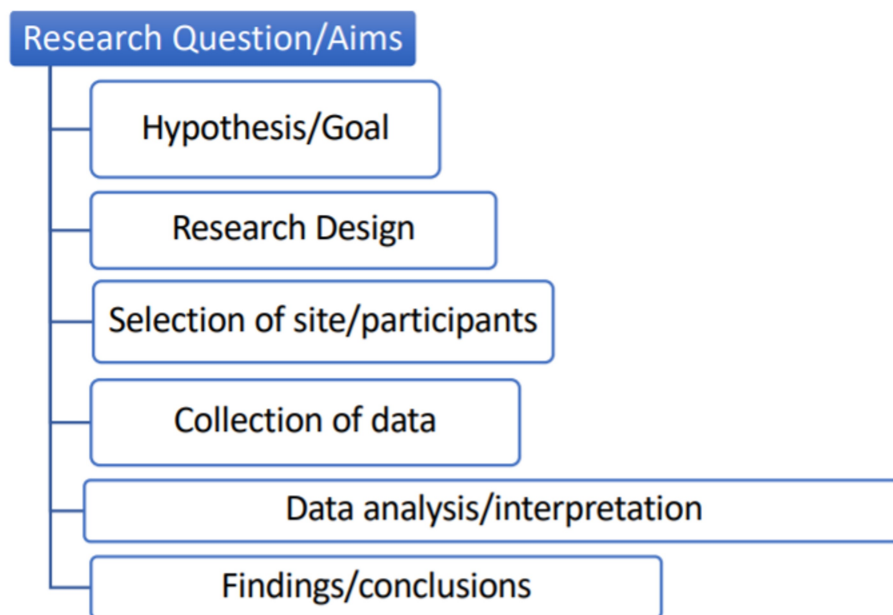 Research Question/Aims
Hypothesis/Goal
Research Design
Selection of site/participants
Collection of data
Data analysis/interpretation
Findings/conclusions